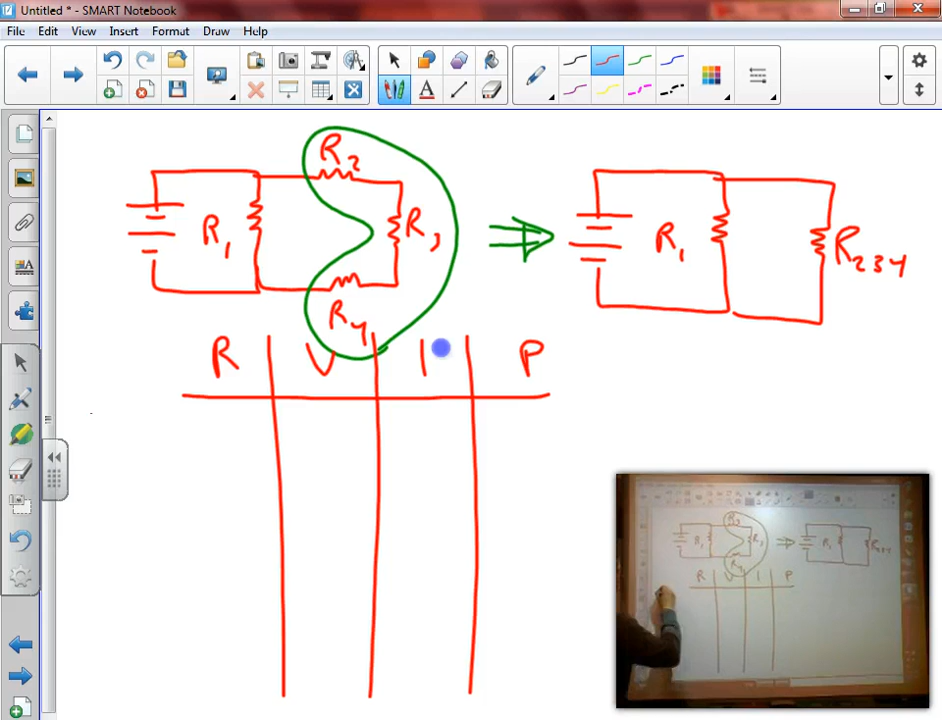 Untitled * - SMART Notebook
File Edit View Insert Format Draw Help
R2
R1
R3
R4
R1
R234
R V I P